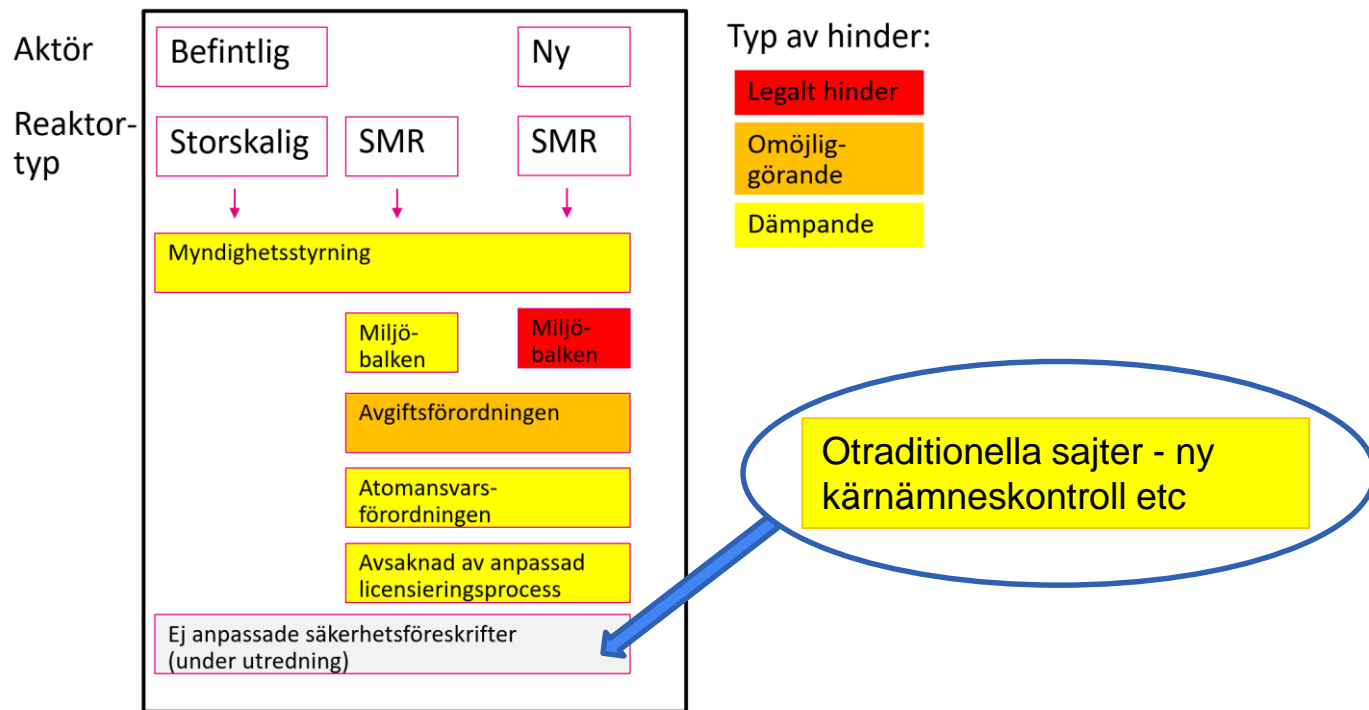 Aktör
Befintlig
Ny
Typ av hinder:
Reaktor-
typ
Storskalig
SMR
SMR
Legalt hinder
Omöjlig-
görande
Dämpande
Myndighetsstyrning
Miljö-
balken
Miljö-
balken
Avgiftsförordningen
Atomansvars-
förordningen
Avsaknad av anpassad
licensieringsprocess
Ej anpassade säkerhetsföreskrifter
(under utredning)
Otraditionella sajter - ny
kärnämneskontroll etc